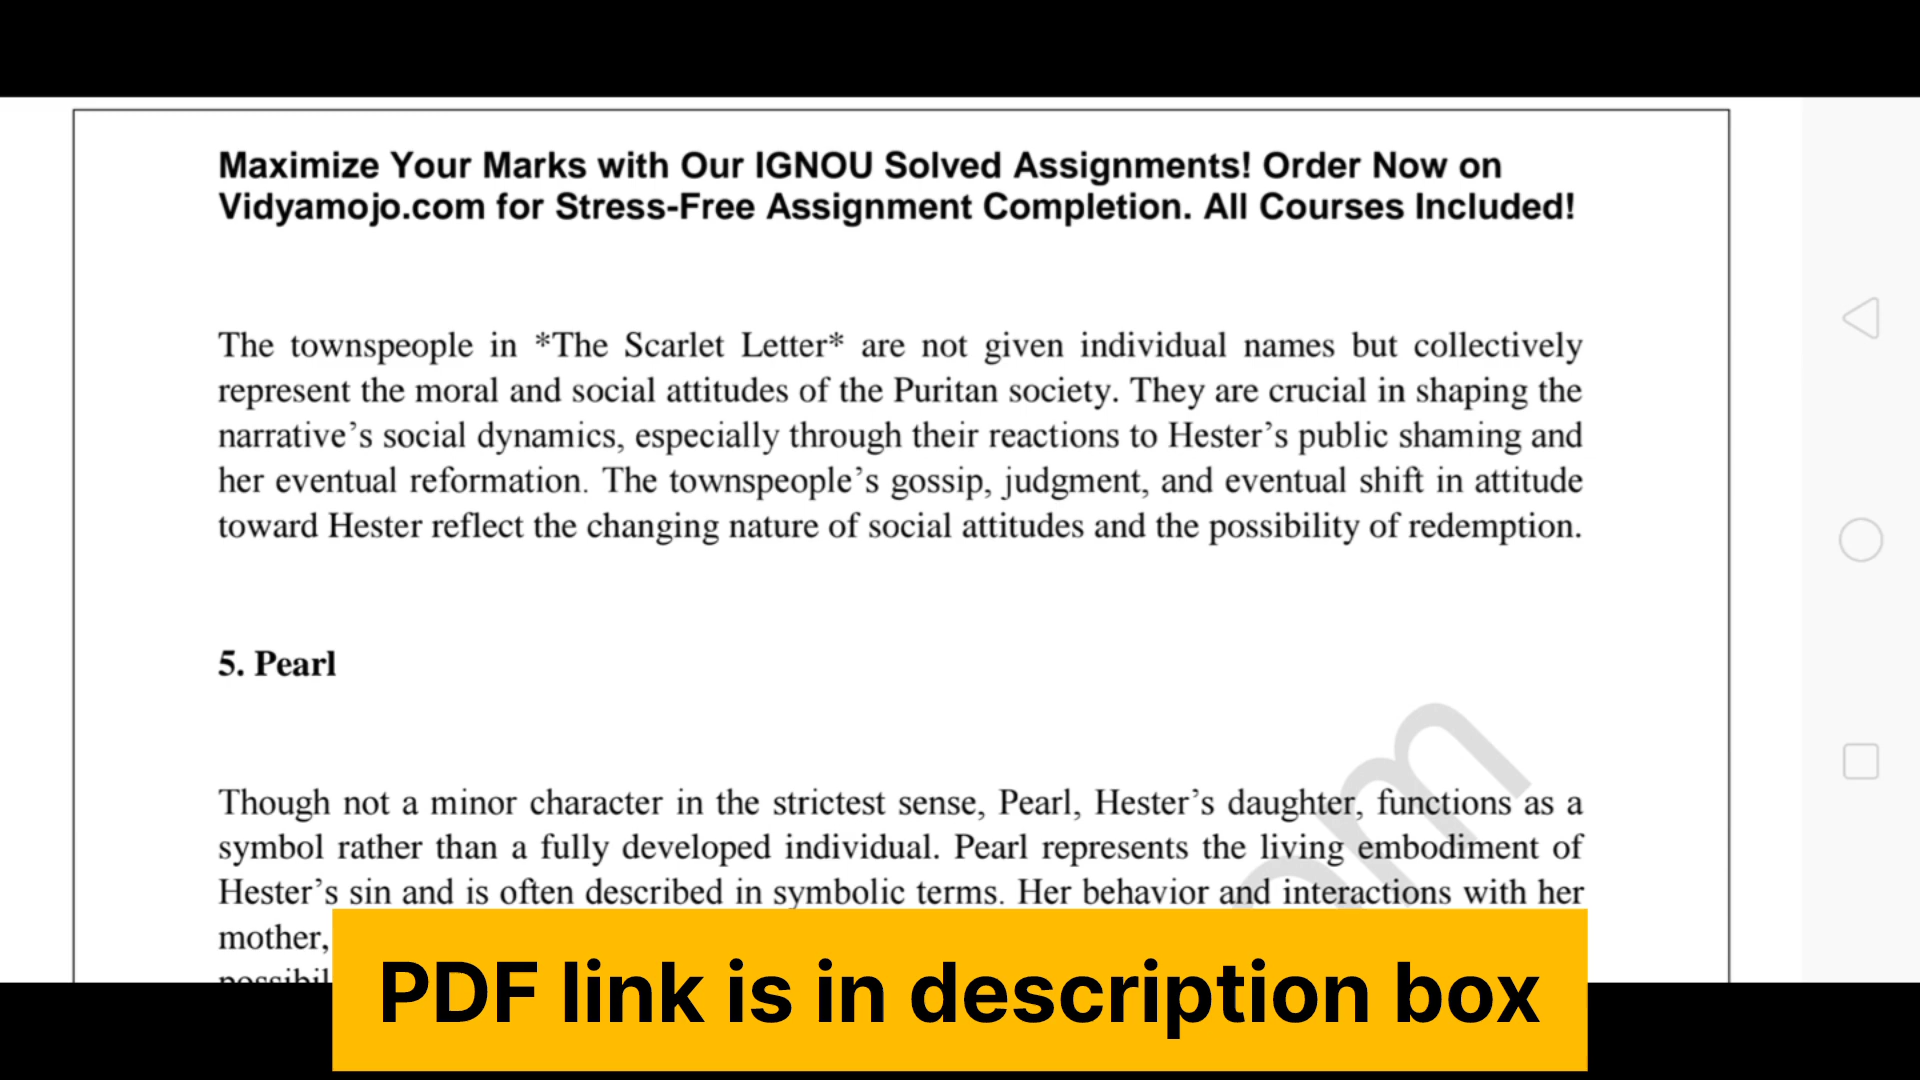 Maximize Your Marks with Our IGNOU Solved Assignments! Order Now on
Vidyamojo.com for Stress-Free Assignment Completion. All Courses Included!
The townspeople in *The Scarlet Letter* are not given individual names but collectively
represent the moral and social attitudes of the Puritan society. They are crucial in shaping the
narrative’s social dynamics, especially through their reactions to Hester’s public shaming and
her eventual reformation. The townspeople’s gossip, judgment, and eventual shift in attitude
toward Hester reflect the changing nature of social attitudes and the possibility of redemption.
5. Pearl
Though not a minor character in the strictest sense, Pearl, Hester’s daughter, functions as a
symbol rather than a fully developed individual. Pearl represents the living embodiment of
Hester’s sin and is often described in symbolic terms. Her behavior and interactions with her
mother,
PDF link is in description box